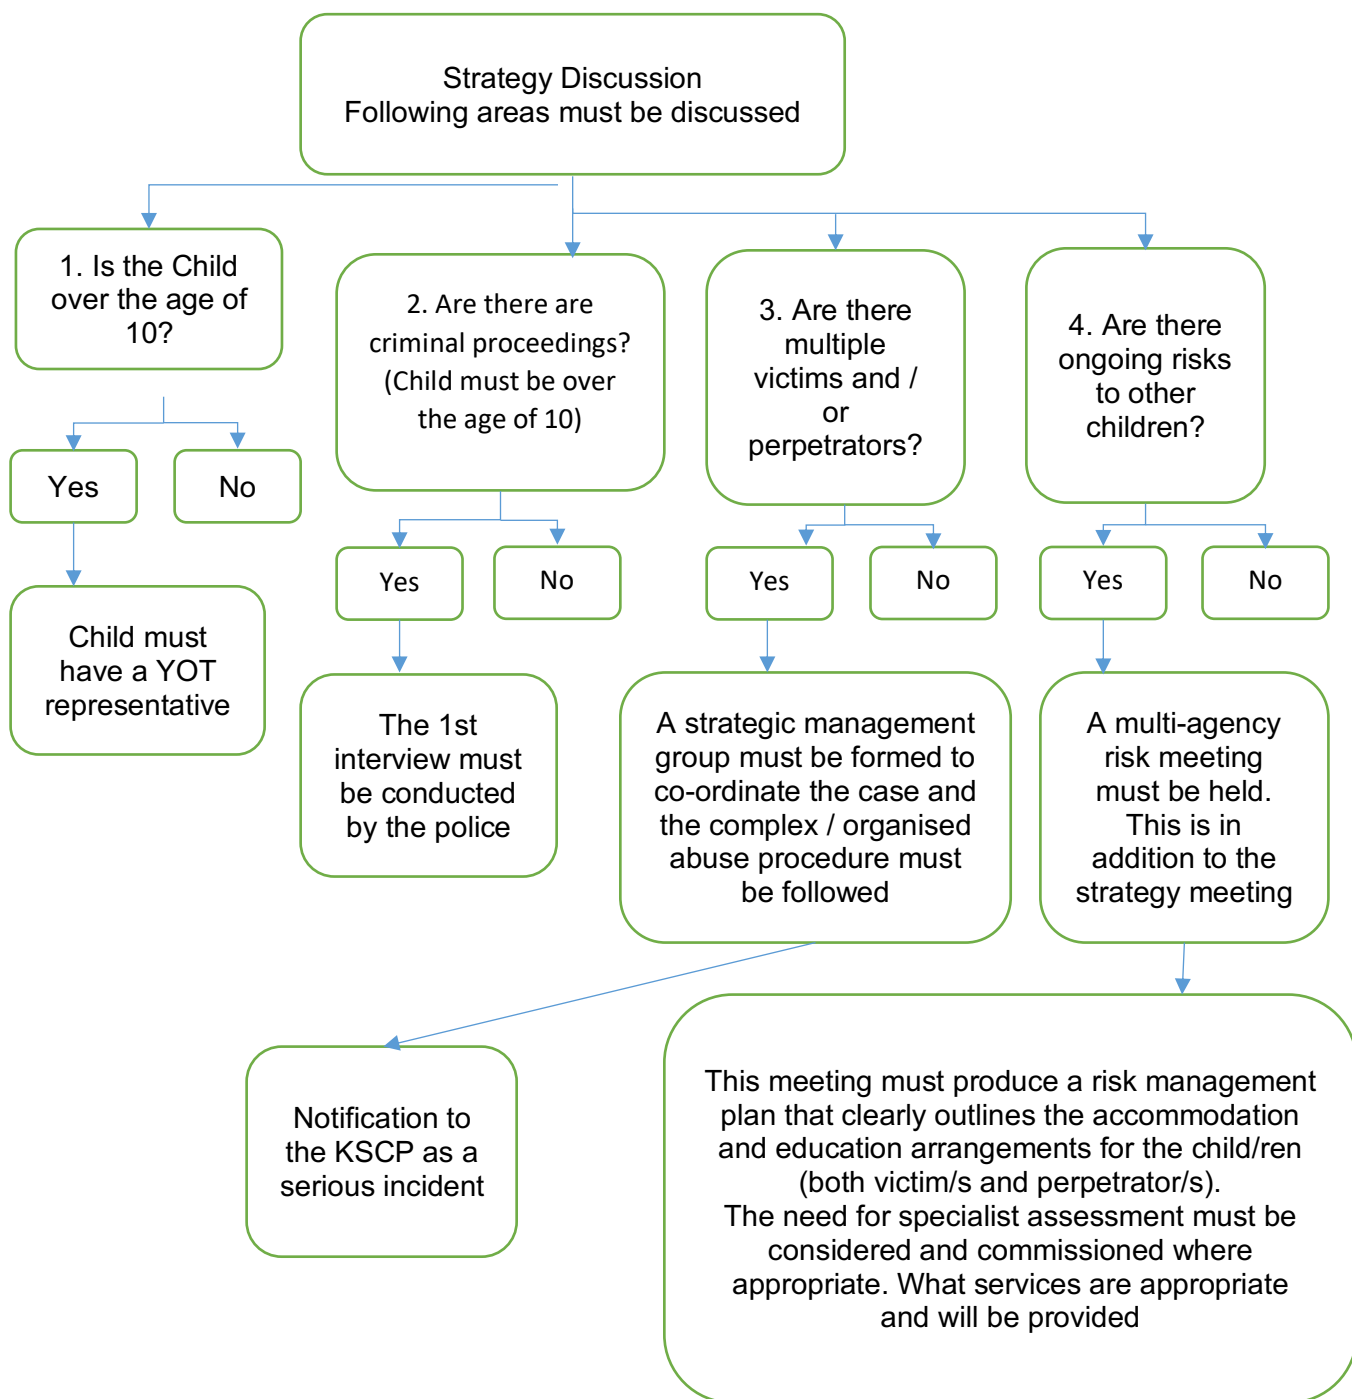 Strategy Discussion
Following areas must be discussed
1. Is the Child
over the age of
10?
Yes
No
Child must
have a YOT
representative
2. Are there are
criminal proceedings?
(Child must be over
the age of 10)
Yes
No
The 1st
interview must
be conducted
by the police
3. Are there
multiple
victims and /
or
perpetrators?
Yes
No
A strategic management
group must be formed to
co-ordinate the case and
the complex / organised
abuse procedure must
be followed
Notification to
the KSCP as a
serious incident
4. Are there
ongoing risks
to other
children?
Yes
No
A multi-agency
risk meeting
must be held.
This is in
addition to the
strategy meeting
This meeting must produce a risk management
plan that clearly outlines the accommodation
and education arrangements for the child/ren
(both victim/s and perpetrator/s).
The need for specialist assessment must be
considered and commissioned where
appropriate. What services are appropriate
and will be provided